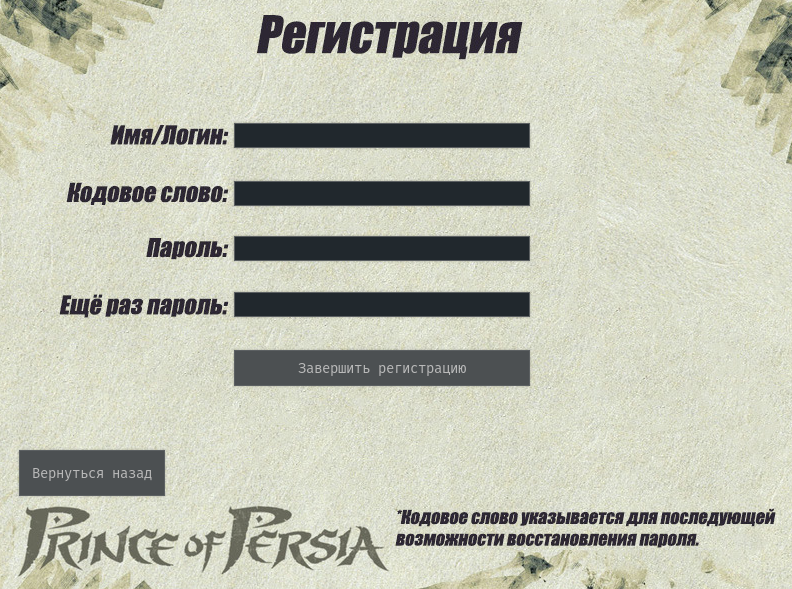 Регистрация
Имя/Логин:
Кодовое слово:
Пароль:
Ещё раз пароль:
Завершить регистрацию
Вернуться назад
PRINCE OF PERSIA
*Кодовое слово указывается для последующей
возможности восстановления пароля.